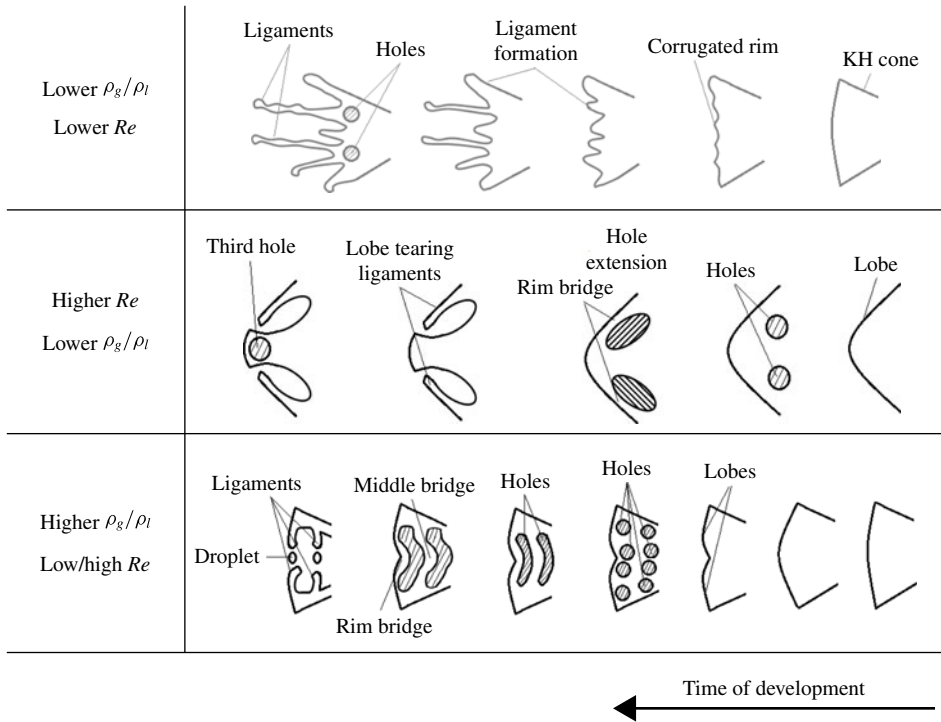 Lower ρg/ρl
Lower Re
Ligaments
Holes
Ligament
formation
Corrugated rim
KH cone
Higher Re
Lower ρg/ρl
Third hole
Lobe tearing
ligaments
Hole
extension
Rim bridge
Holes
Lobe
Higher ρg/ρl
Low/high Re
Ligaments
Droplet
Middle bridge
Rim bridge
Holes
Holes
Lobes
Time of development